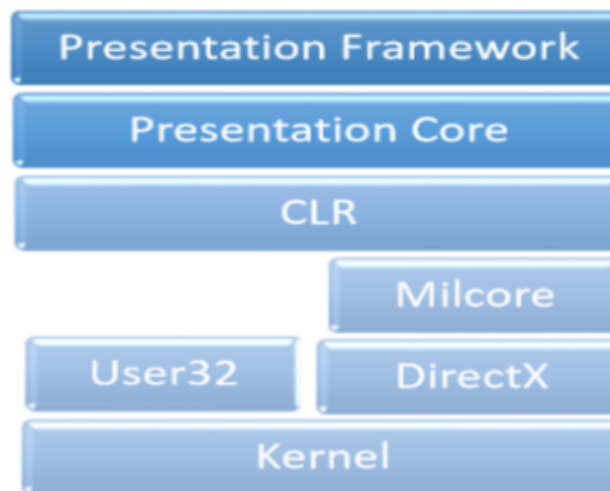 Presentation Framework
Presentation Core
CLR
Milcore
User32
DirectX
Kernel